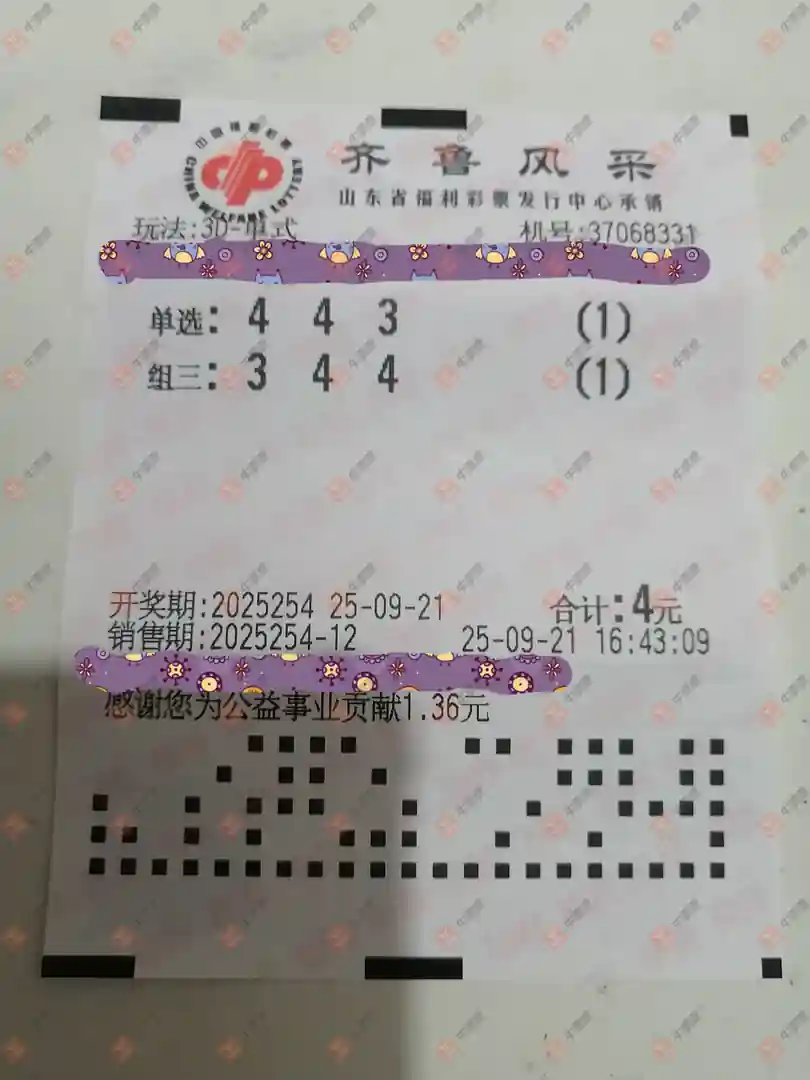 中国福利彩票
CHINA WELFARE LOTTERY
齐鲁风采
山东省福利彩票发行中心承销
玩法:3D-单式 机号:37068331
单选: 4 4 3 (1)
组三: 3 4 4 (1)
开奖期:2025254 25-09-21 合计:4元
销售期:2025254-12 25-09-21 16:43:09
感谢您为公益事业贡献1.36元